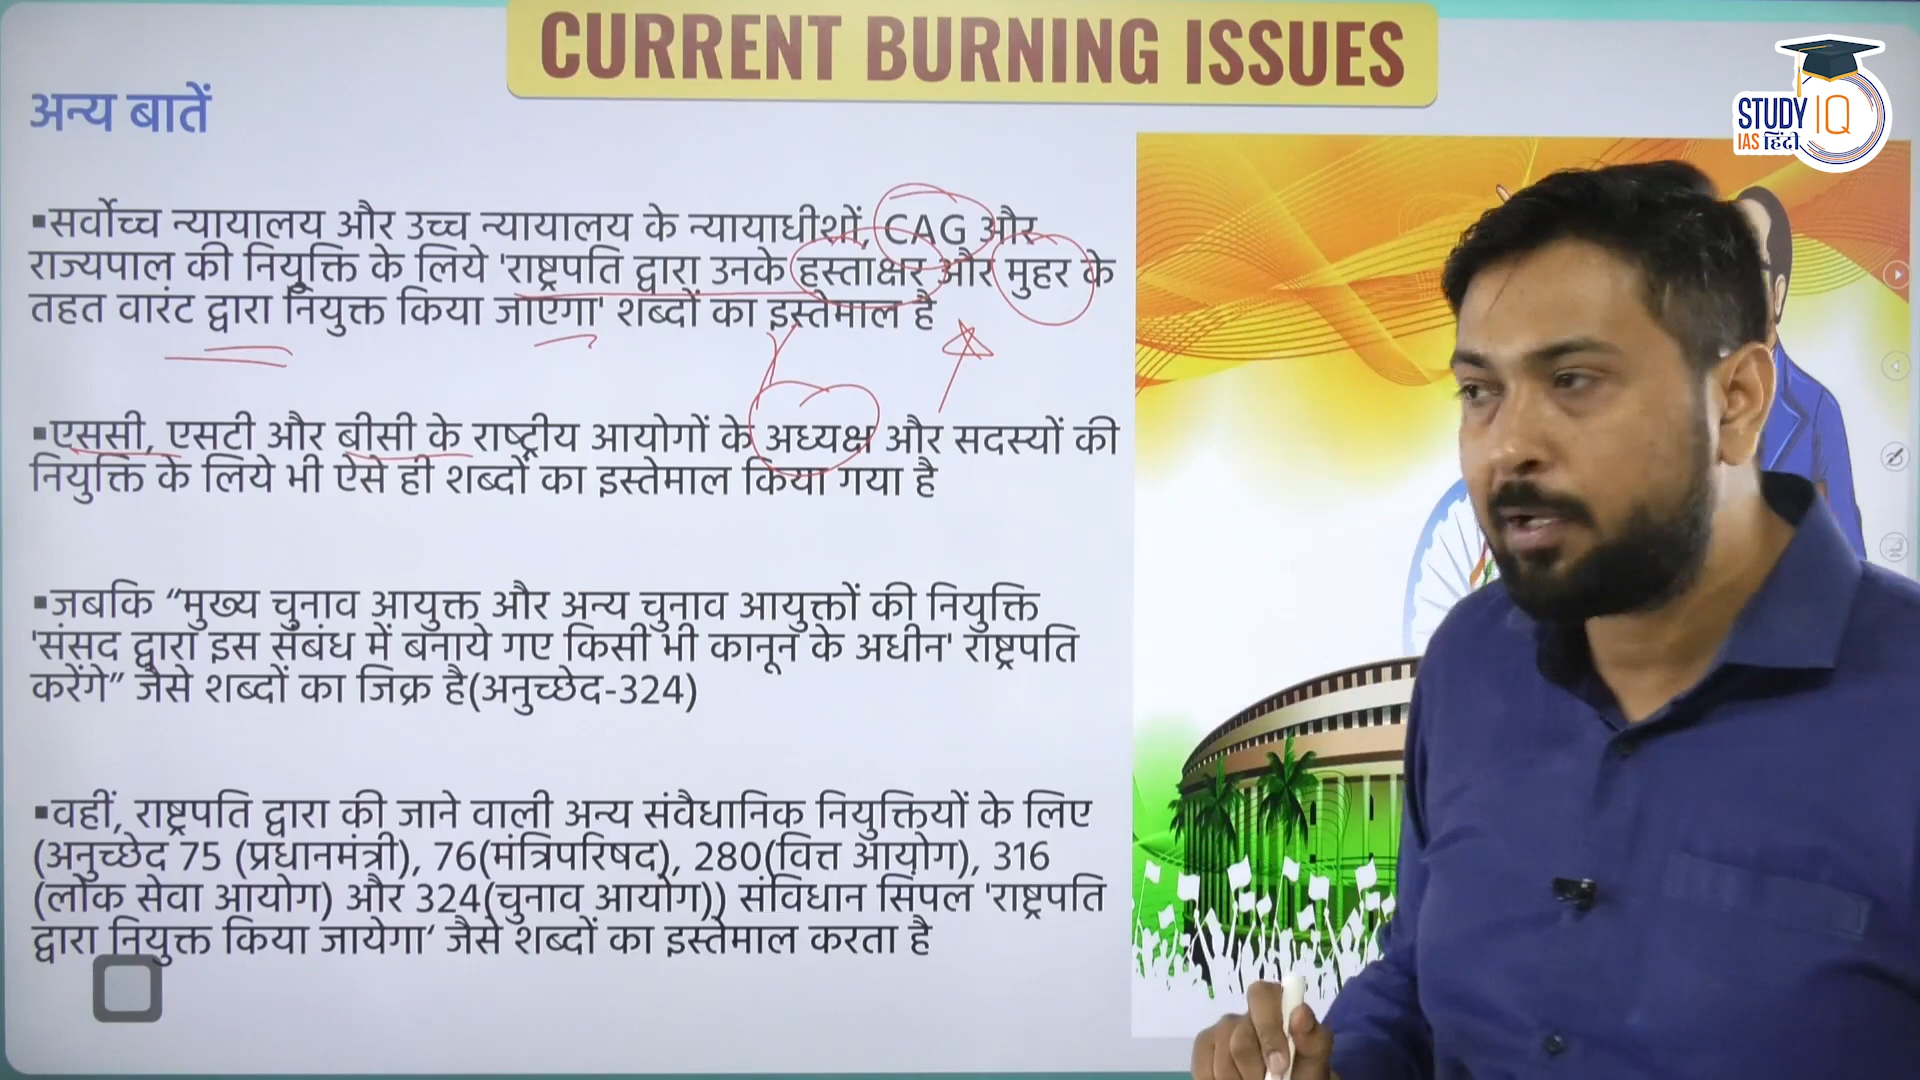 CURRENT BURNING ISSUES
STUDY IQ
IAS हिंदी
अन्य बातें
▪सर्वोच्च न्यायालय और उच्च न्यायालय के न्यायाधीशों, CAG और
राज्यपाल की नियुक्ति के लिये 'राष्ट्रपति द्वारा उनके हस्ताक्षर और मुहर के
तहत वारंट द्वारा नियुक्त किया जाएगा' शब्दों का इस्तेमाल है
▪एससी, एसटी और बीसी के राष्ट्रीय आयोगों के अध्यक्ष और सदस्यों की
नियुक्ति के लिये भी ऐसे ही शब्दों का इस्तेमाल किया गया है
▪जबकि “मुख्य चुनाव आयुक्त और अन्य चुनाव आयुक्तों की नियुक्ति
'संसद द्वारा इस संबंध में बनाये गए किसी भी कानून के अधीन' राष्ट्रपति
करेंगे” जैसे शब्दों का जिक्र है(अनुच्छेद-324)
▪वहीं, राष्ट्रपति द्वारा की जाने वाली अन्य संवैधानिक नियुक्तियों के लिए
(अनुच्छेद 75 (प्रधानमंत्री), 76(मंत्रिपरिषद), 280(वित्त आयोग), 316
(लोक सेवा आयोग) और 324(चुनाव आयोग)) संविधान सिंपल 'राष्ट्रपति
द्वारा नियुक्त किया जायेगा‘ जैसे शब्दों का इस्तेमाल करता है